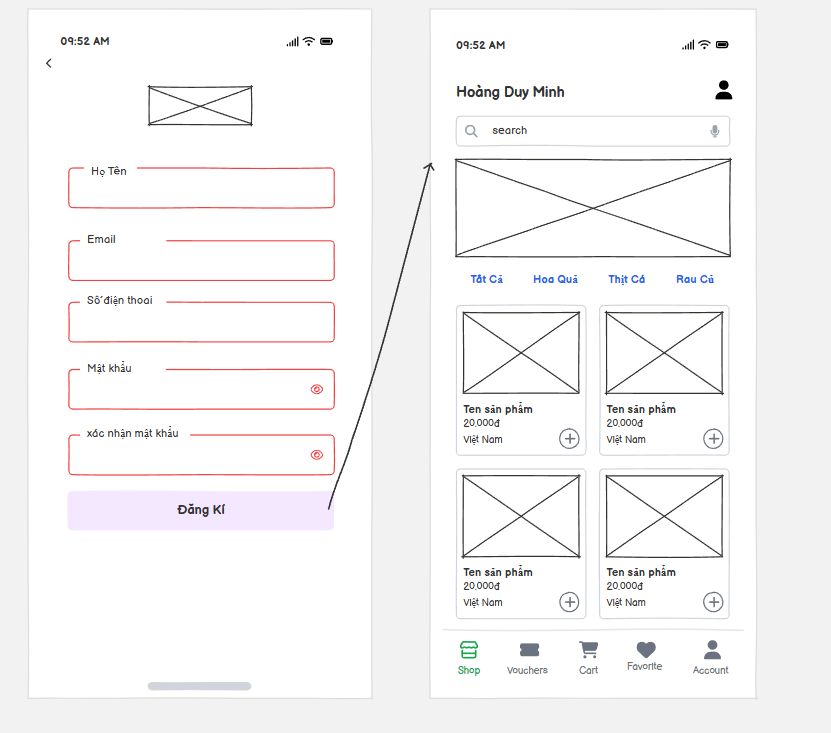 09:52 AM
Họ Tên
Email
Số điện thoại
Mật khẩu
xác nhận mật khẩu
Đăng Kí
09:52 AM
Hoàng Duy Minh
search
Tất Cả
Hoa Quả
Thịt Cá
Rau Củ
Ten sản phẩm
20,000đ
Việt Nam
Ten sản phẩm
20,000đ
Việt Nam
Ten sản phẩm
20,000đ
Việt Nam
Ten sản phẩm
20,000đ
Việt Nam
Shop
Vouchers
Cart
Favorite
Account